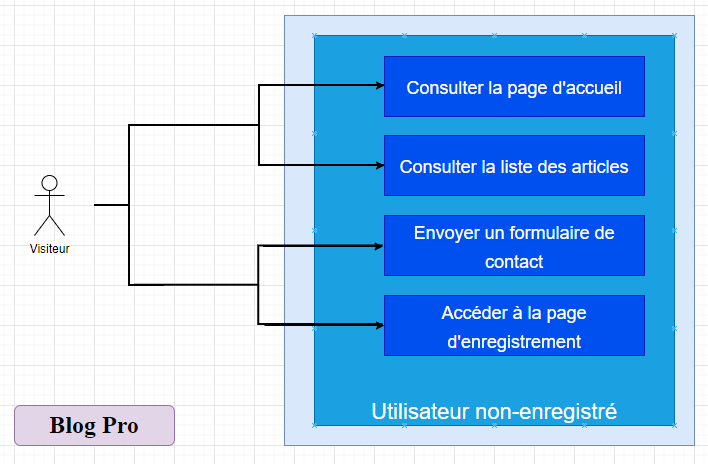 Consulter la page d'accueil
Consulter la liste des articles
Envoyer un formulaire de
contact
Accéder à la page
d'enregistrement
Utilisateur non-enregistré
Visiteur
Blog Pro